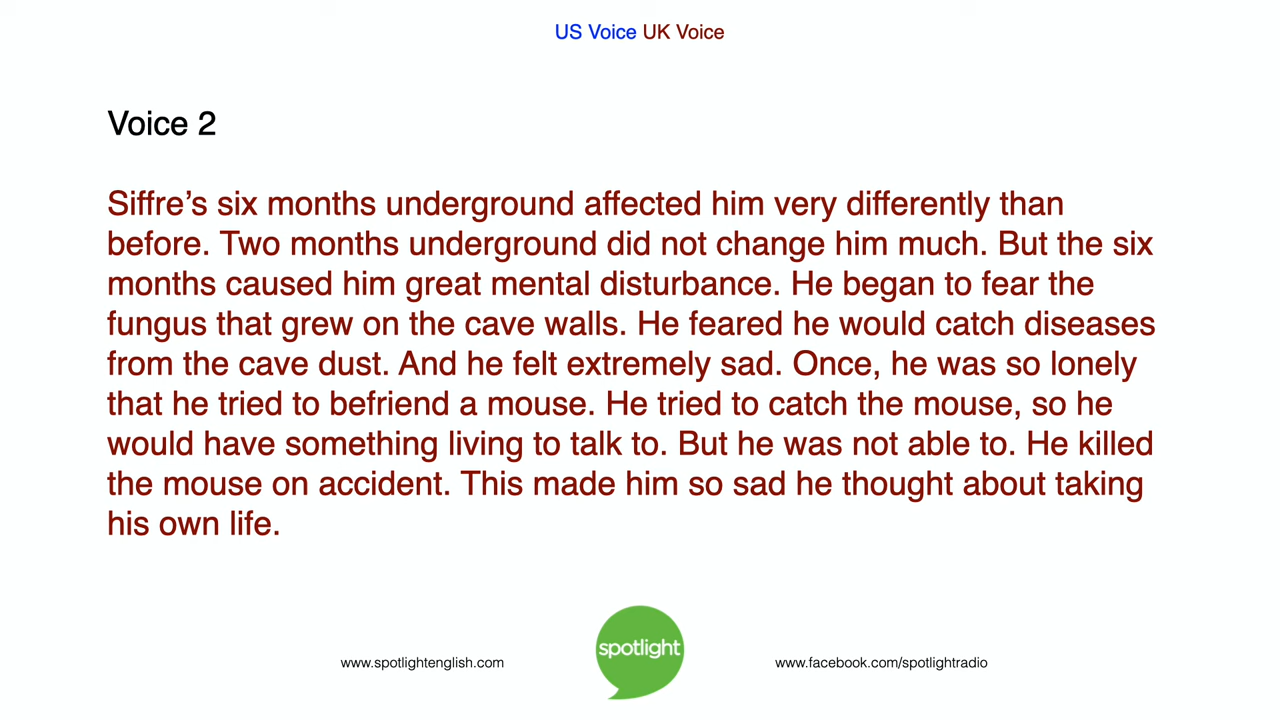 US Voice UK Voice
Voice 2
Siffre’s six months underground affected him very differently than
before. Two months underground did not change him much. But the six
months caused him great mental disturbance. He began to fear the
fungus that grew on the cave walls. He feared he would catch diseases
from the cave dust. And he felt extremely sad. Once, he was so lonely
that he tried to befriend a mouse. He tried to catch the mouse, so he
would have something living to talk to. But he was not able to. He killed
the mouse on accident. This made him so sad he thought about taking
his own life.
www.spotlightenglish.com
spotlight
www.facebook.com/spotlightradio